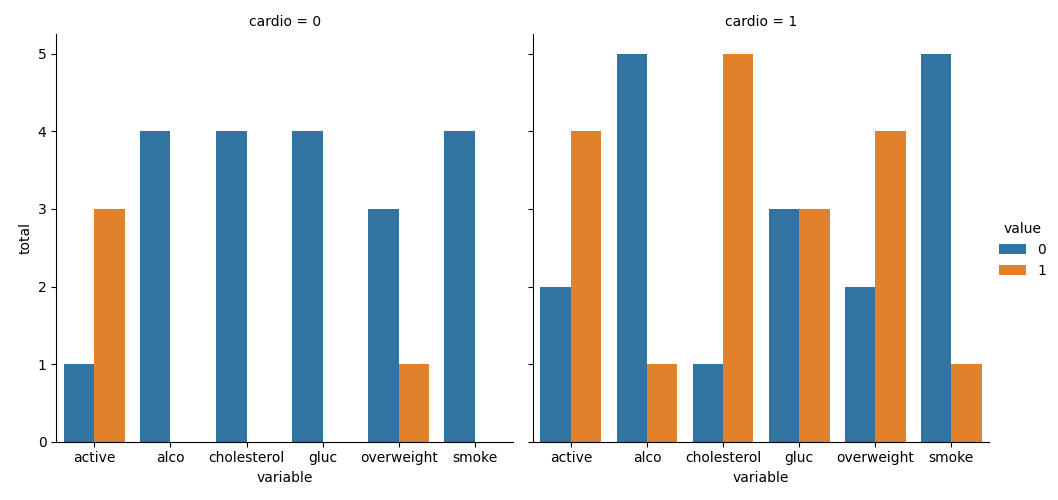 cardio = 0
cardio = 1
total
5
4
3
2
1
0
active alco cholesterol gluc overweight smoke
variable
active alco cholesterol gluc overweight smoke
variable
value
0
1